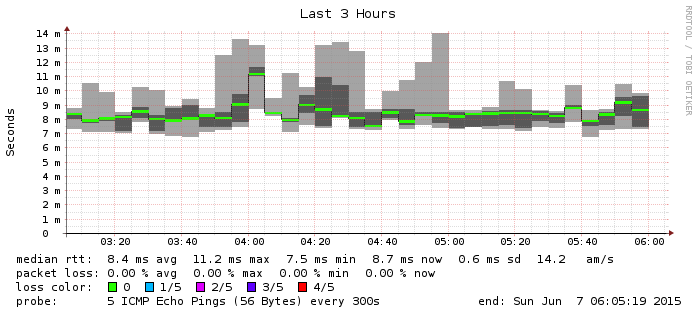 Last 3 Hours
RRDTOOL / TOBI OETIKER
Seconds
14 m
13 m
12 m
11 m
10 m
9 m
8 m
7 m
6 m
5 m
4 m
3 m
2 m
1 m
0
03:20 03:40 04:00 04:20 04:40 05:00 05:20 05:40 06:00
median rtt: 8.4 ms avg 11.2 ms max 7.5 ms min 8.7 ms now 0.6 ms sd 14.2 am/s
packet loss: 0.00 % avg 0.00 % max 0.00 % min 0.00 % now
loss color: 0 1/5 2/5 3/5 4/5
probe: 5 ICMP Echo Pings (56 Bytes) every 300s end: Sun Jun 7 06:05:19 2015